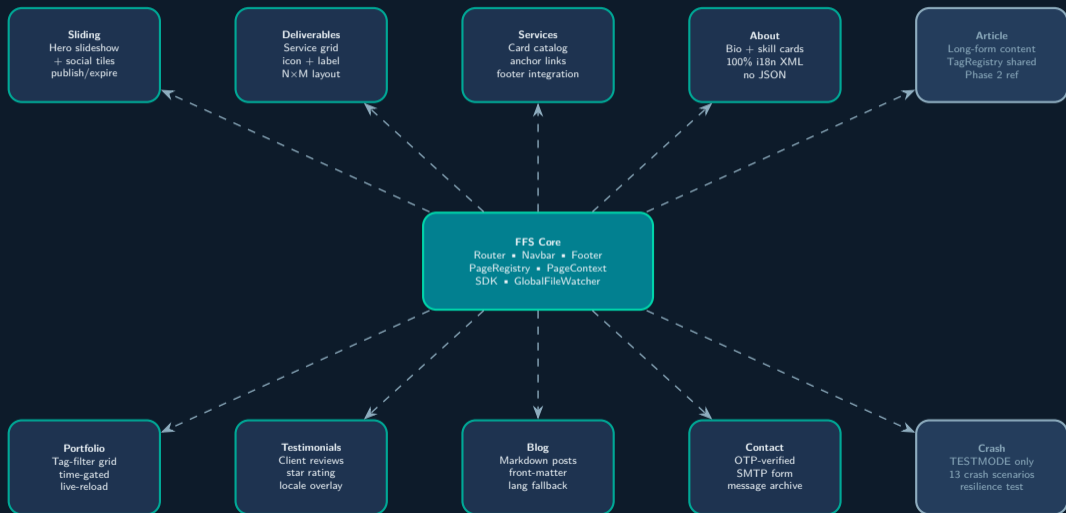 Sliding
Hero slideshow
+ social tiles
publish/expire
Deliverables
Service grid
icon + label
N×M layout
Services
Card catalog
anchor links
footer integration
About
Bio + skill cards
100% i18n XML
no JSON
Article
Long-form content
TagRegistry shared
Phase 2 ref
FFS Core
Router ▪ Navbar ▪ Footer
PageRegistry ▪ PageContext
SDK ▪ GlobalFileWatcher
Portfolio
Tag-filter grid
time-gated
live-reload
Testimonials
Client reviews
star rating
locale overlay
Blog
Markdown posts
front-matter
lang fallback
Contact
OTP-verified
SMTP form
message archive
Crash
TESTMODE only
13 crash scenarios
resilience test